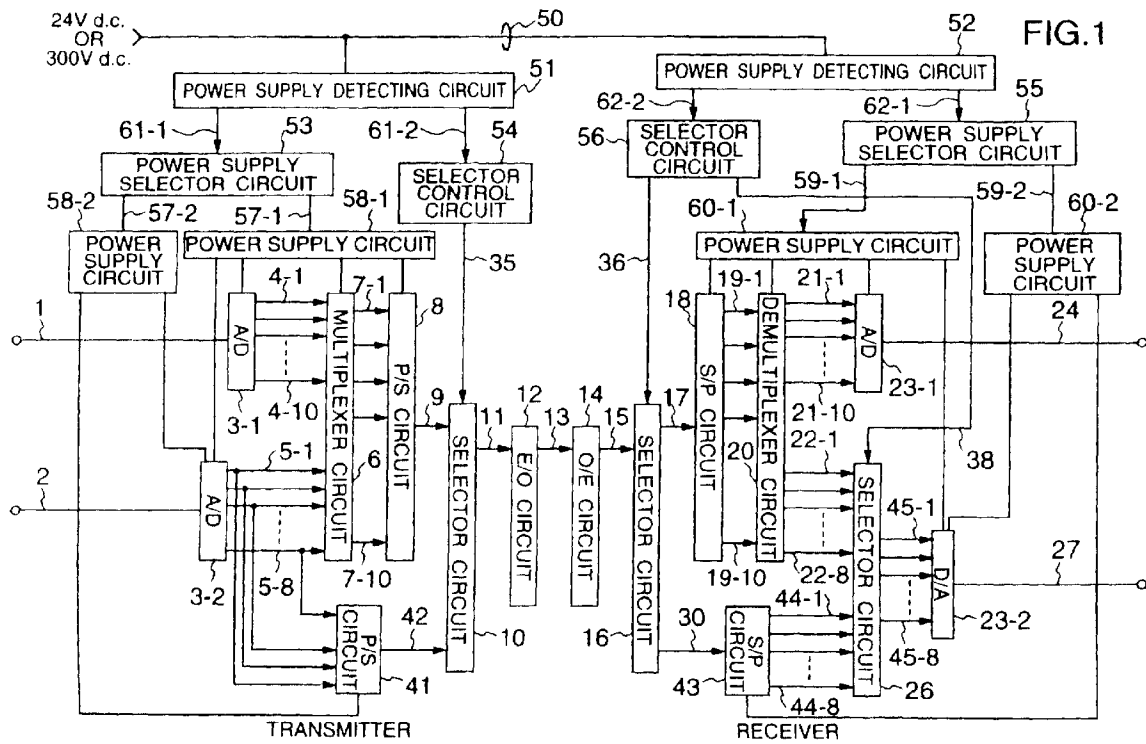 24V d.c.
OR
300V d.c.
50
52
FIG.1
51
POWER SUPPLY DETECTING CIRCUIT
POWER SUPPLY DETECTING CIRCUIT
61-1
53
61-2
54
62-2
62-1
55
56
POWER SUPPLY
SELECTOR CIRCUIT
SELECTOR
CONTROL
CIRCUIT
SELECTOR
CONTROL
CIRCUIT
POWER SUPPLY
SELECTOR CIRCUIT
58-2
57-2
57-1
58-1
59-1
59-2
60-1
60-2
POWER
SUPPLY
CIRCUIT
POWER SUPPLY CIRCUIT
35
36
POWER SUPPLY CIRCUIT
POWER
SUPPLY
CIRCUIT
1
4-1
7-1
8
18
19-1
21-1
24
A/D
MULTIPLEXER CIRCUIT
P/S CIRCUIT
S/P CIRCUIT
DEMULTIPLEXER CIRCUIT
A/D
3-1
4-10
9
11
12
13
14
15
17
21-10
23-1
2
5-1
6
SELECTOR CIRCUIT
E/O CIRCUIT
O/E CIRCUIT
SELECTOR CIRCUIT
20
22-1
38
A/D
5-8
3-2
7-10
19-10
22-8
SELECTOR CIRCUIT
45-1
D/A
27
P/S
CIRCUIT
42
41
10
16
30
S/P
CIRCUIT
43
44-1
44-8
26
45-8
23-2
TRANSMITTER
RECEIVER